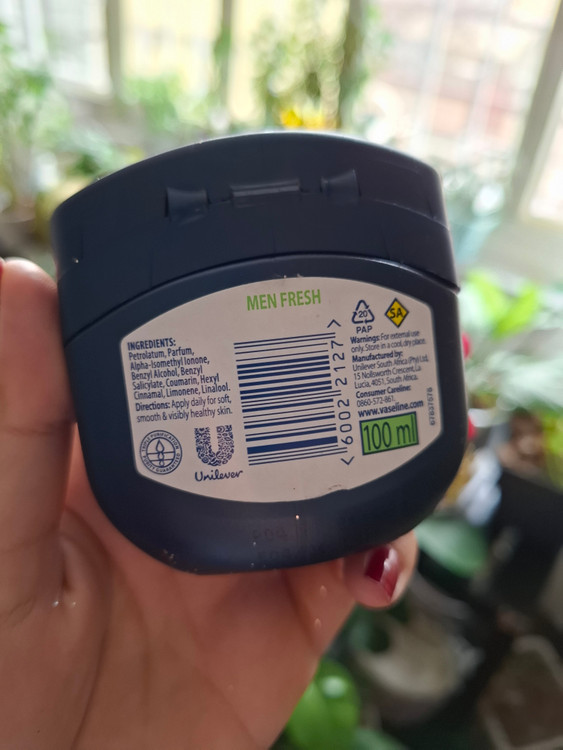 MEN FRESH
INGREDIENTS:
Petrolatum, Parfum,
Alpha-Isomethyl Ionone,
Benzyl Alcohol, Benzyl
Salicylate, Coumarin, Hexyl
Cinnamal, Limonene, Linalool.
Directions: Apply daily for soft,
smooth & visibly healthy skin.
Unilever
<6002 2127>
20
PAP
SA
Warnings: For external use
only. Store in a cool, dry place.
Manufactured by:
Unilever South Africa (Pty) Ltd,
15 Nollsworth Crescent, La
Lucia, 4051, South Africa.
Consumer Careline:
0860-572-861.
www.vaseline.com
100 ml
67837078